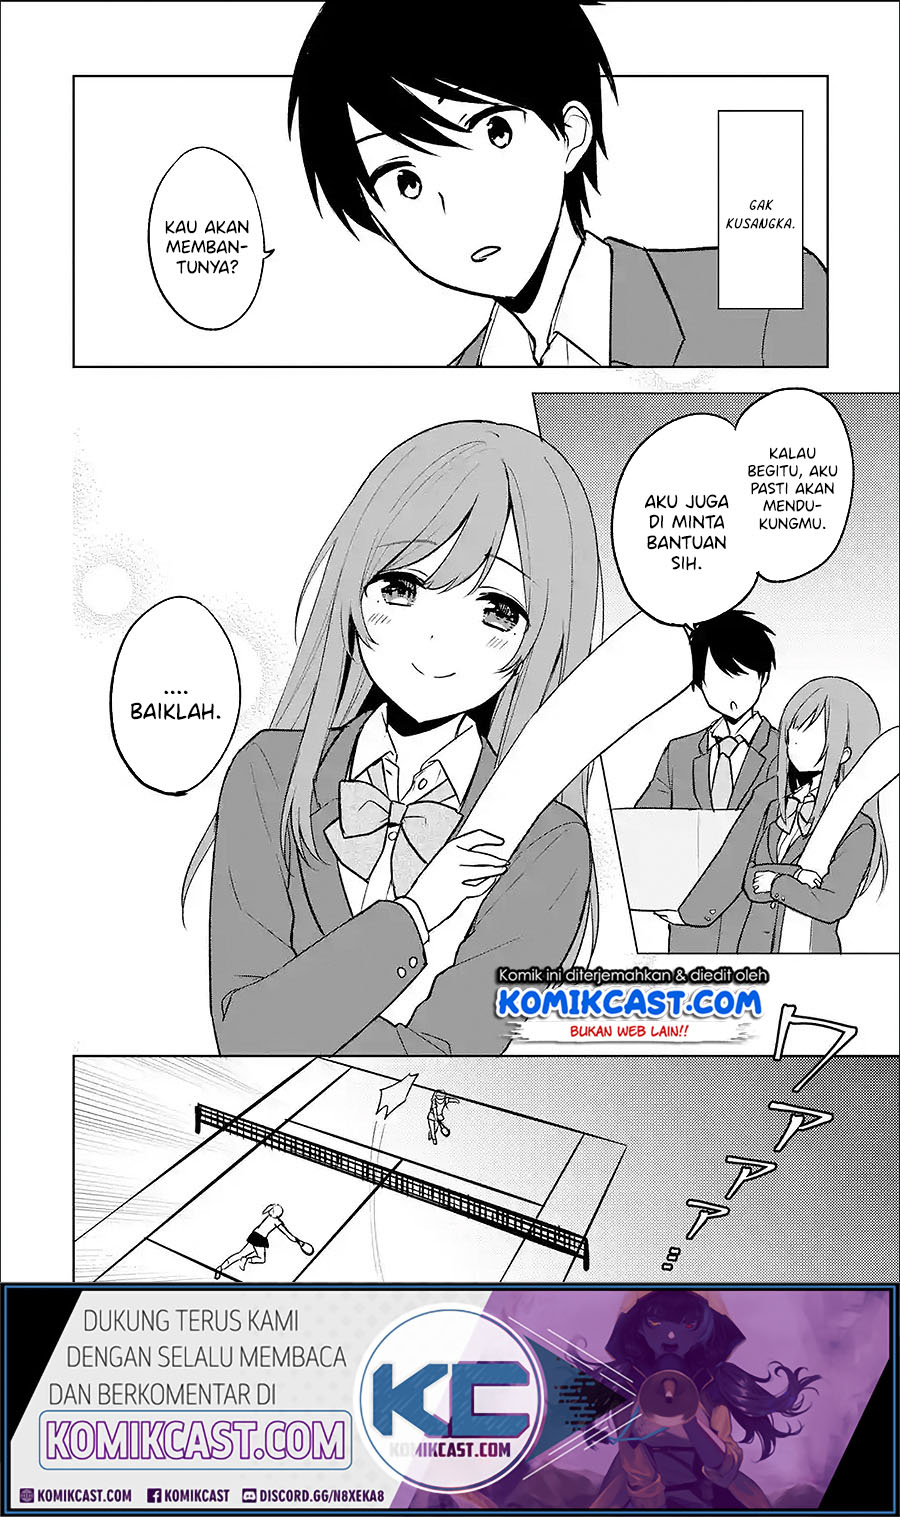 GAK
KUSANGKA.
KAU AKAN
MEMBAN-
TUNYA?
KALAU
BEGITU, AKU
PASTI AKAN
MENDU-
KUNGMU.
AKU JUGA
DI MINTA
BANTUAN
SIH.
....
BAIKLAH.
Komik ini diterjemahkan & diedit oleh
KOMIKCAST.COM
BUKAN WEB LAIN!!
ワァァァァ…
DUKUNG TERUS KAMI
DENGAN SELALU MEMBACA
DAN BERKOMENTAR DI
KOMIKCAST.COM
KC
KOMIKCAST.COM
KOMIKCAST.COM
KOMIKCAST
DISCORD.GG/N8XEKA8